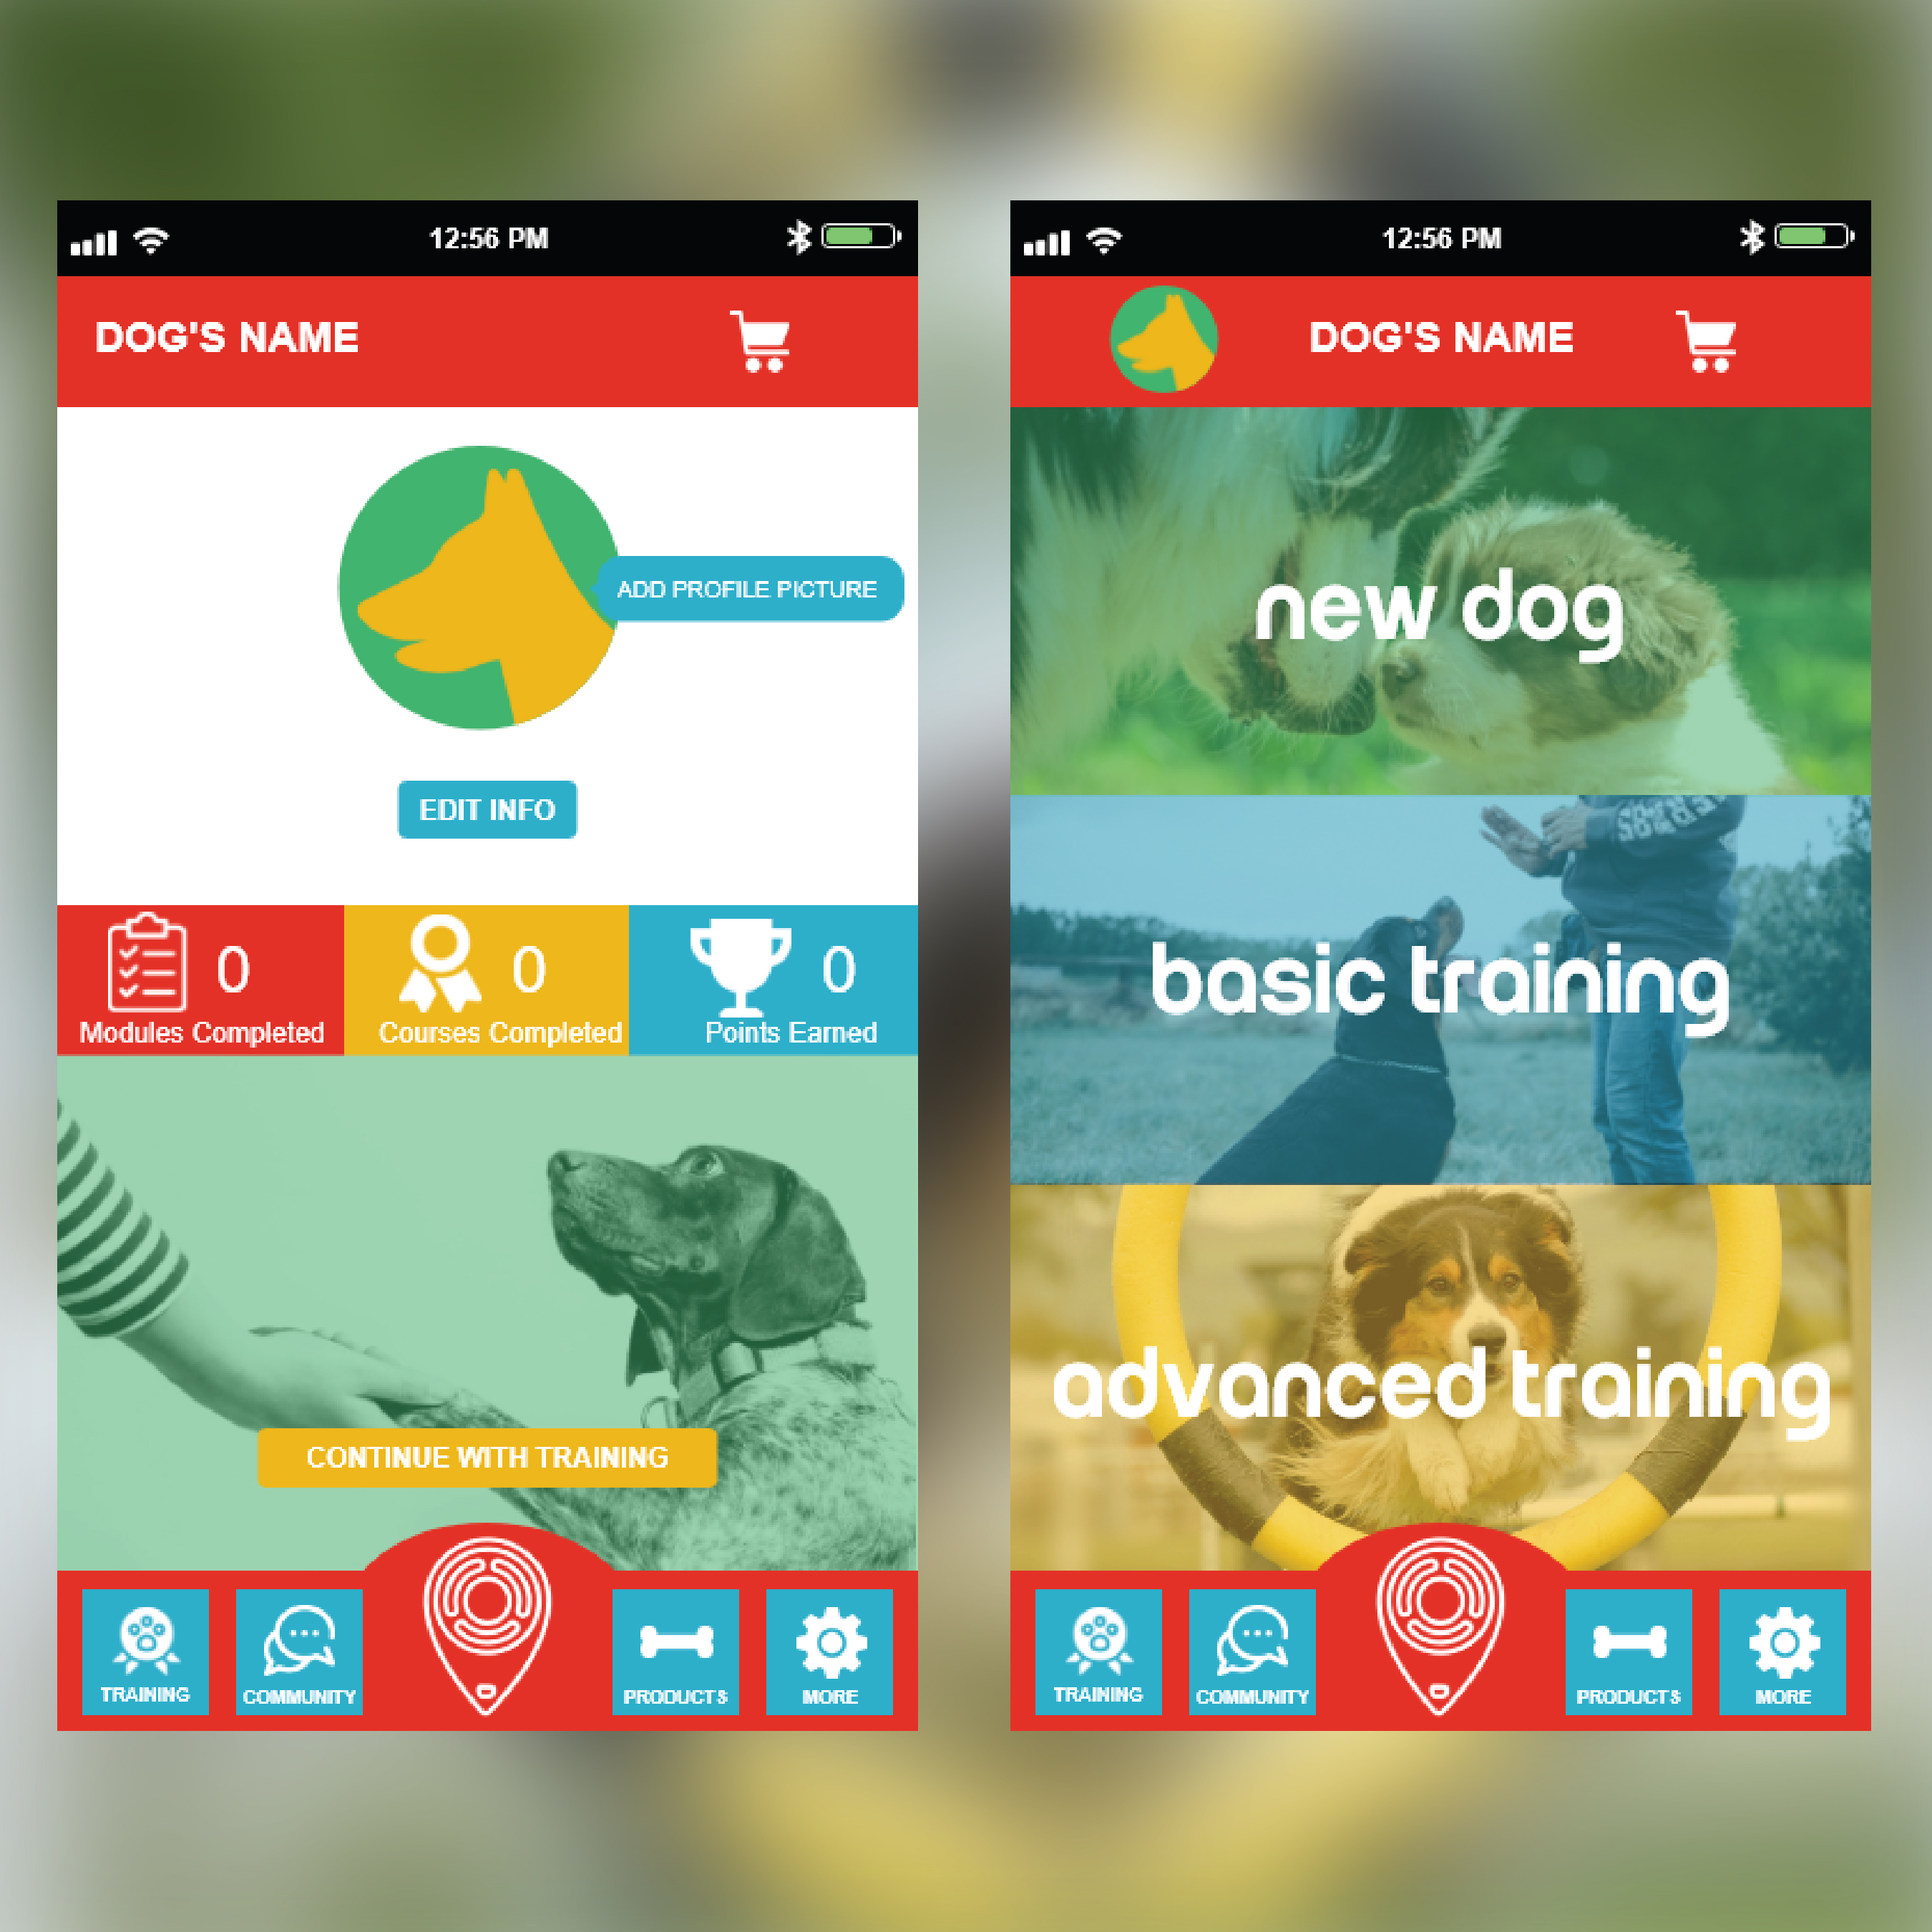 12:56 PM
DOG'S NAME
ADD PROFILE PICTURE
EDIT INFO
0
Modules Completed
0
Courses Completed
0
Points Earned
CONTINUE WITH TRAINING
TRAINING
COMMUNITY
PRODUCTS
MORE
12:56 PM
DOG'S NAME
new dog
basic training
advanced training
TRAINING
COMMUNITY
PRODUCTS
MORE